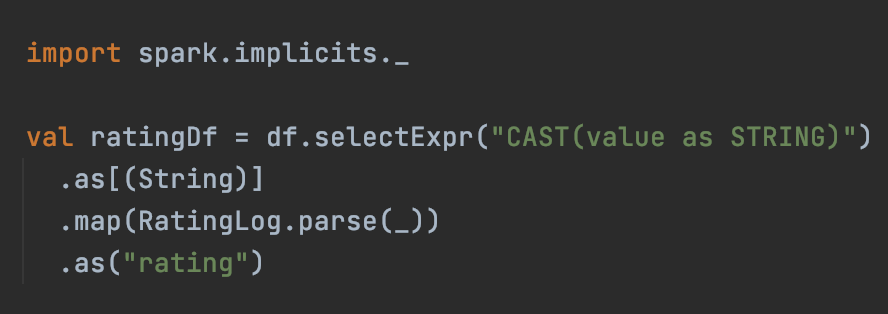 import spark.implicits._
val ratingDf = df.selectExpr("CAST(value as STRING)")
.as[(String)]
.map(RatingLog.parse(_))
.as("rating")